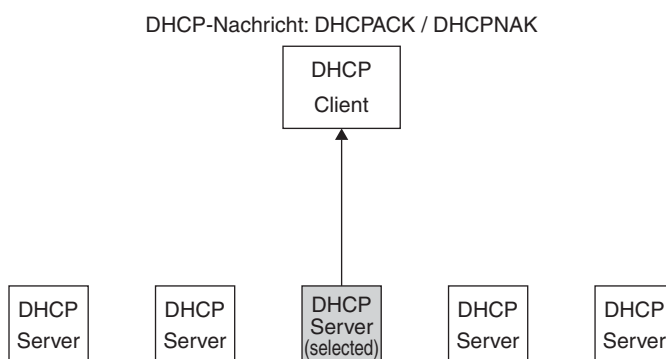 DHCP-Nachricht: DHCPACK / DHCPNAK
DHCP
Client
DHCP
Server
DHCP
Server
DHCP
Server
(selected)
DHCP
Server
DHCP
Server